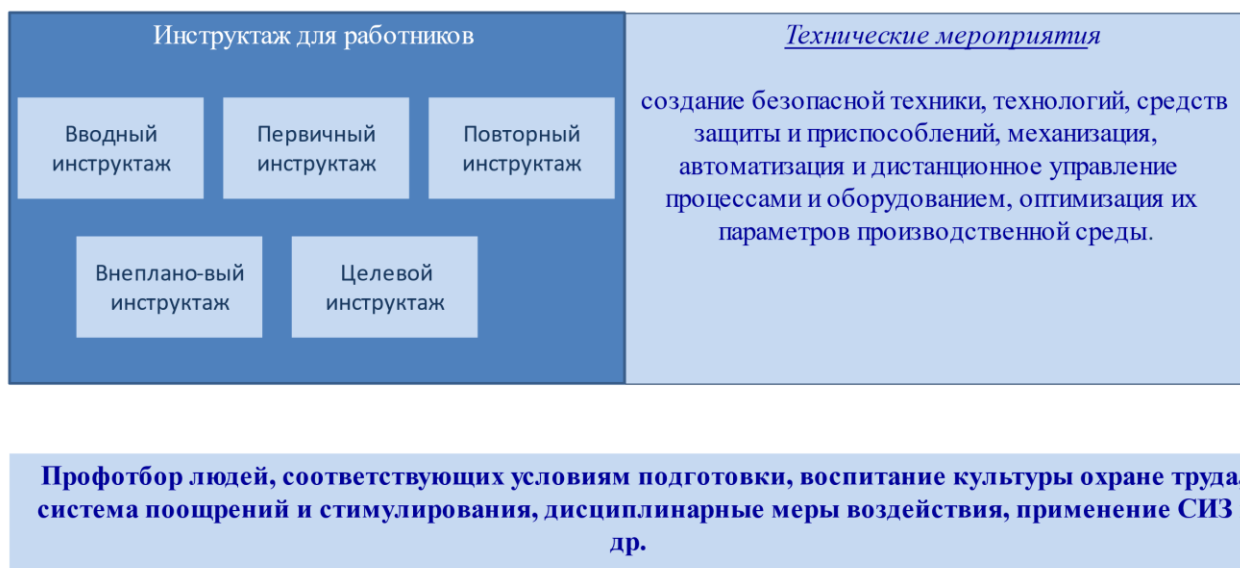 Инструктаж для работников
Вводный
инструктаж
Первичный
инструктаж
Повторный
инструктаж
Внеплано-вый
инструктаж
Целевой
инструктаж
Технические мероприятия
создание безопасной техники, технологий, средств
защиты и приспособлений, механизация,
автоматизация и дистанционное управление
процессами и оборудованием, оптимизация их
параметров производственной среды.
Профотбор людей, соответствующих условиям подготовки, воспитание культуры охране труда,
система поощрений и стимулирования, дисциплинарные меры воздействия, применение СИЗ
др.